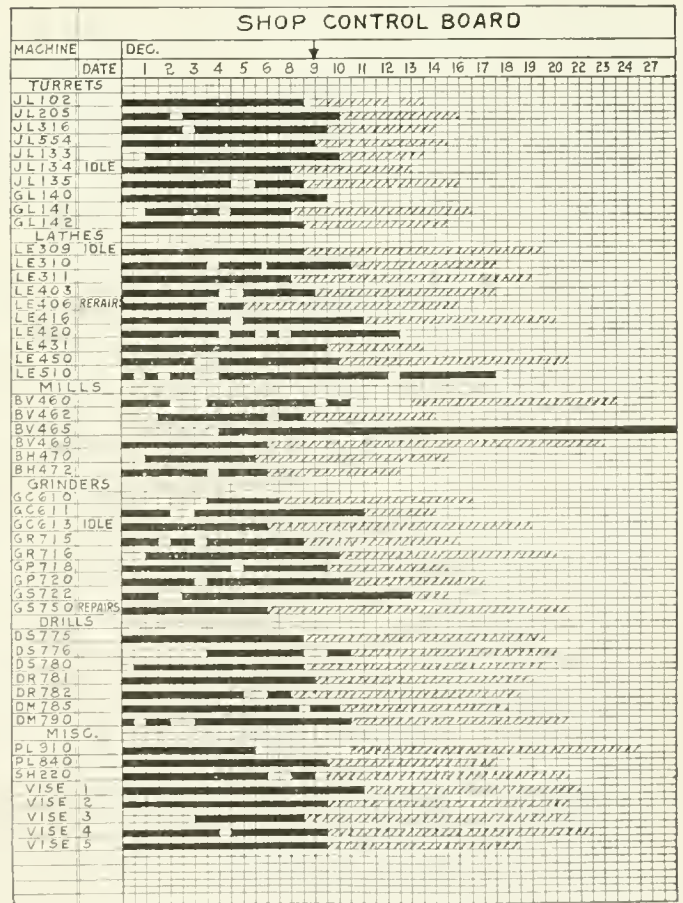 SHOP CONTROL BOARD
MACHINE DEC.
DATE 1 2 3 4 5 6 8 9 10 11 12 13 14 16 17 18 19 20 22 23 24 27
TURRETS
JL102
JL205
JL316
JL554
JL133
JL134 IDLE
JL135
GL140
GL141
GL142
LATHES
LE309 IDLE
LE310
LE311
LE403
LE406 REPAIRS
LE416
LE420
LE431
LE450
LE510
MILLS
BV460
BV462
BV465
BV469
BH470
BH472
GRINDERS
GC610
GC611
GC613 IDLE
GR715
GR716
GP718
GP720
GS722
GS750 REPAIRS
DRILLS
DS775
DS776
DS780
DR781
DR782
DM785
DM790
MISC.
PL910
PL840
SH220
VISE 1
VISE 2
VISE 3
VISE 4
VISE 5